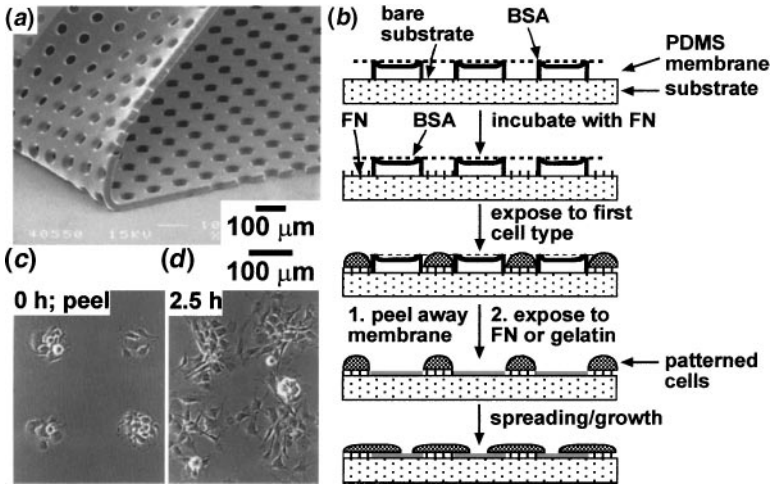 (a)
40550 15KV
100 μm
100 μm
(c)
(d)
0 h; peel
2.5 h
(b)
bare
substrate
BSA
PDMS
membrane
substrate
FN
BSA
incubate with FN
expose to first
cell type
1. peel away
membrane
2. expose to
FN or gelatin
patterned
cells
spreading/growth